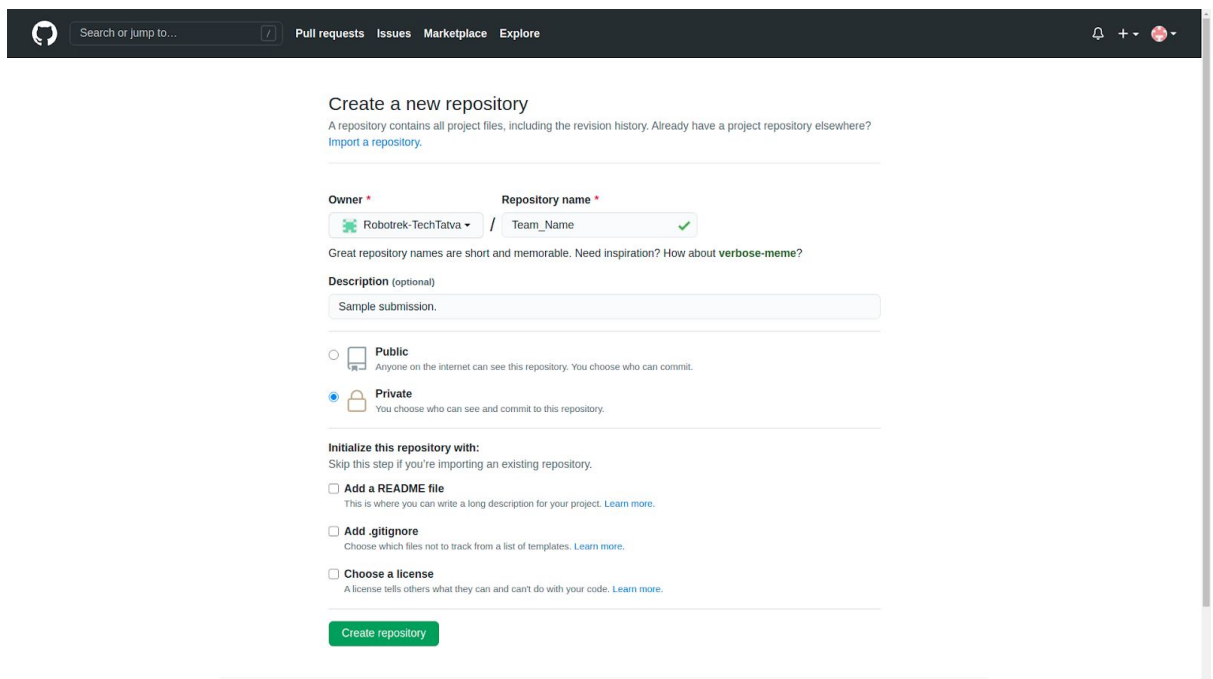 Search or jump to... /
Pull requests Issues Marketplace Explore
Create a new repository
A repository contains all project files, including the revision history. Already have a project repository elsewhere?
Import a repository.
Owner * Repository name *
Robotrek-TechTatva / Team_Name
Great repository names are short and memorable. Need inspiration? How about verbose-meme?
Description (optional)
Sample submission.
Public
Anyone on the internet can see this repository. You choose who can commit.
Private
You choose who can see and commit to this repository.
Initialize this repository with:
Skip this step if you're importing an existing repository.
Add a README file
This is where you can write a long description for your project. Learn more.
Add .gitignore
Choose which files not to track from a list of templates. Learn more.
Choose a license
A license tells others what they can and can't do with your code. Learn more.
Create repository